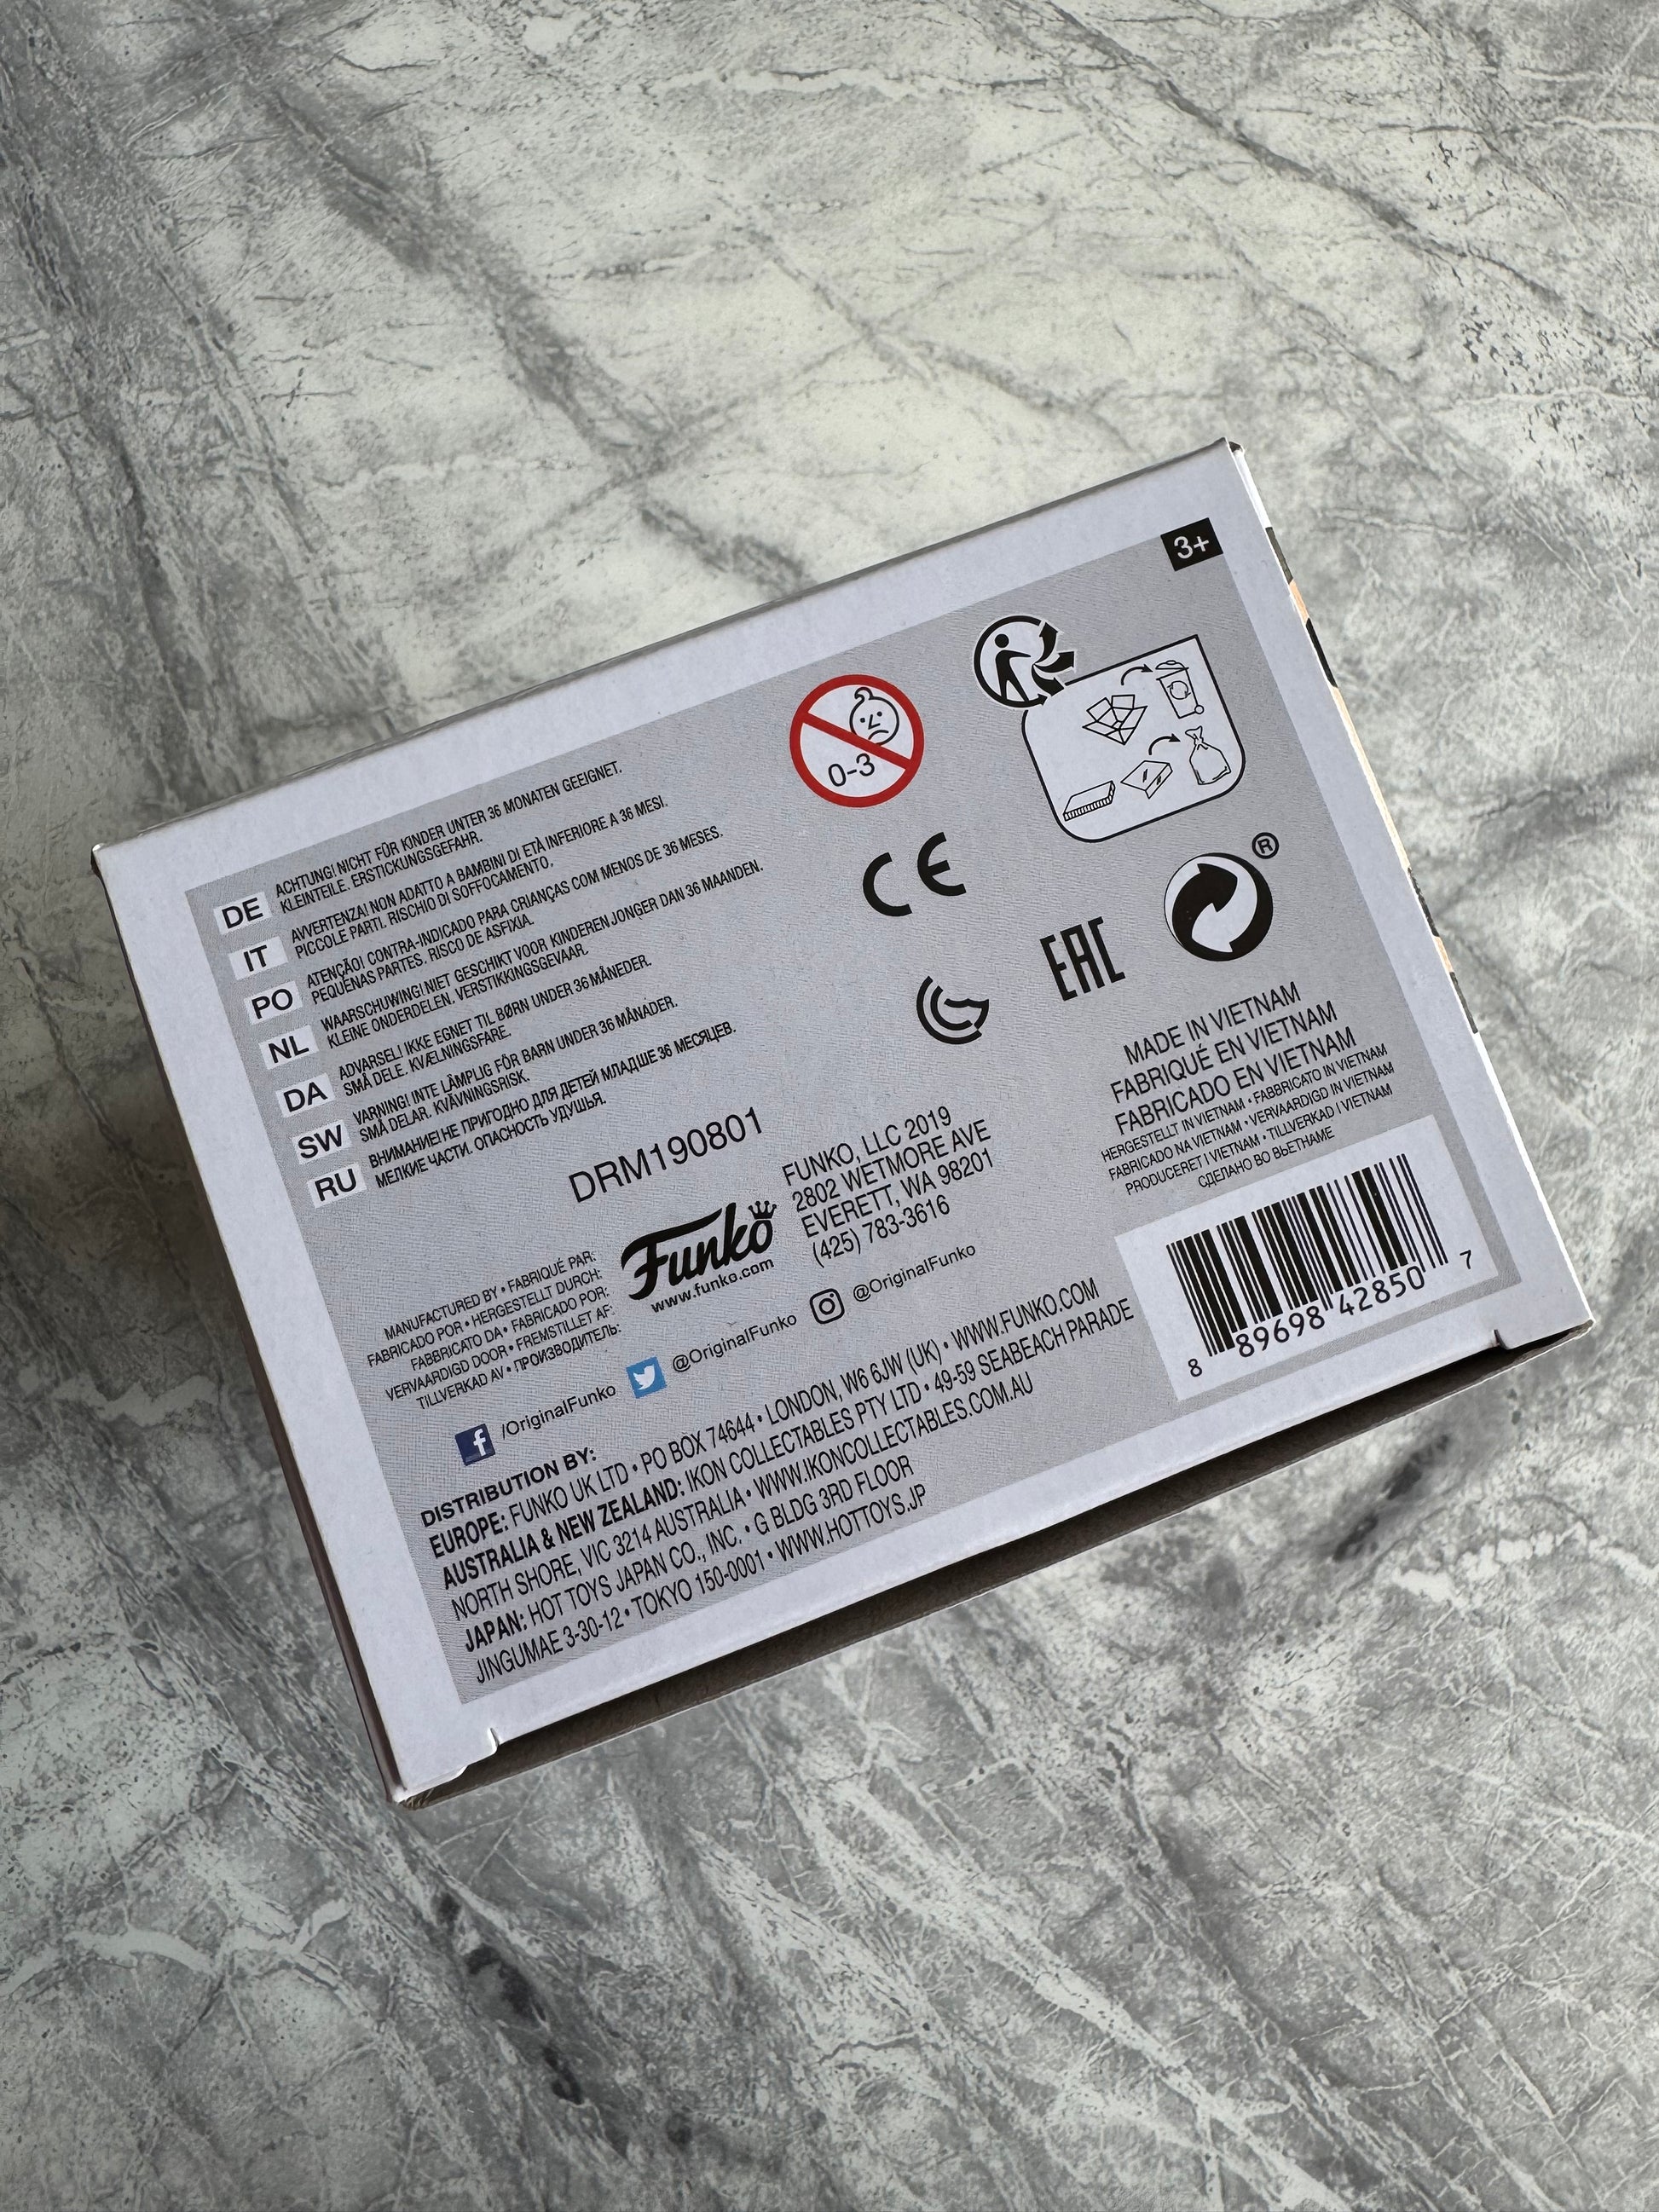 3+
DE
ACHTUNG! NICHT FÜR KINDER UNTER 36 MONATEN GEEIGNET.
KLEINTEILE. ERSTICKUNGSGEFAHR.
IT
AVVERTENZA! NON ADATTO A BAMBINI DI ETÀ INFERIORE A 36 MESI.
PICCOLE PARTI. RISCHIO DI SOFFOCAMENTO.
PO
ATENÇÃO! CONTRA-INDICADO PARA CRIANÇAS COM MENOS DE 36 MESES.
PEQUENAS PARTES. RISCO DE ASFIXIA.
NL
WAARSCHUWING! NIET GESCHIKT VOOR KINDEREN JONGER DAN 36 MAANDEN.
KLEINE ONDERDELEN. VERSTIKKINGSGEVAAR.
DA
ADVARSEL! IKKE EGNET TIL BØRN UNDER 36 MÅNEDER.
SMÅ DELE. KVÆLNINGSFARE.
SW
VARNING! INTE LÄMPLIG FÖR BARN UNDER 36 MÅNADER.
SMÅ DELAR. KVÄVNINGSRISK.
RU
ВНИМАНИЕ! НЕ ПРИГОДНО ДЛЯ ДЕТЕЙ МЛАДШЕ 36 МЕСЯЦЕВ.
МЕЛКИЕ ЧАСТИ. ОПАСНОСТЬ УДУШЬЯ.
0-3
CE
EAC
®
DRM190801
MADE IN VIETNAM
FABRIQUÉ EN VIETNAM
FABRICADO EN VIETNAM
HERGESTELLT IN VIETNAM • FABBRICATO IN VIETNAM
FABRICADO NA VIETNAM • VERVAARDIGD IN VIETNAM
PRODUCERET I VIETNAM • TILLVERKAD I VIETNAM
СДЕЛАНО ВО ВЬЕТНАМЕ
MANUFACTURED BY • FABRIQUÉ PAR:
FABRICADO POR • HERGESTELLT DURCH:
FABBRICATO DA • FABRICADO POR:
VERVAARDIGD DOOR • FREMSTILLET AF:
TILLVERKAD AV • ПРОИЗВОДИТЕЛЬ:
Funko
www.funko.com
FUNKO, LLC 2019
2802 WETMORE AVE
EVERETT, WA 98201
(425) 783-3616
f /OriginalFunko @OriginalFunko @OriginalFunko
DISTRIBUTION BY:
EUROPE: FUNKO UK LTD • PO BOX 74644 • LONDON, W6 6JW (UK) • WWW.FUNKO.COM
AUSTRALIA & NEW ZEALAND: IKON COLLECTABLES PTY LTD • 49-59 SEABEACH PARADE
NORTH SHORE, VIC 3214 AUSTRALIA • WWW.IKONCOLLECTABLES.COM.AU
JAPAN: HOT TOYS JAPAN CO., INC. • G BLDG 3RD FLOOR
JINGUMAE 3-30-12 • TOKYO 150-0001 • WWW.HOTTOYS.JP
8 89698 42850 7